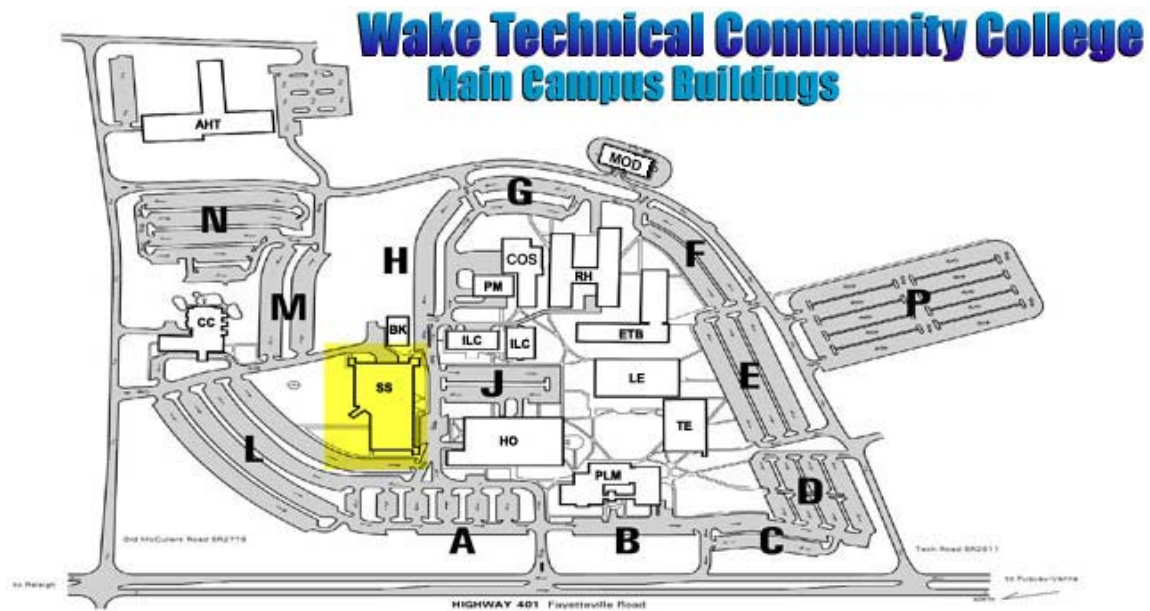 Wake Technical Community College
Main Campus Buildings
AHT
MOD
G
N
H
COS
RH
F
PM
M
P
CC
BK
ILC
ILC
ETB
SS
J
LE
E
TE
HO
L
PLM
D
A
B
C
Old McCullers Road SR2779
Tech Road SR2811
to Raleigh
to Fuquay-Varina
HIGHWAY 401 Fayetteville Road